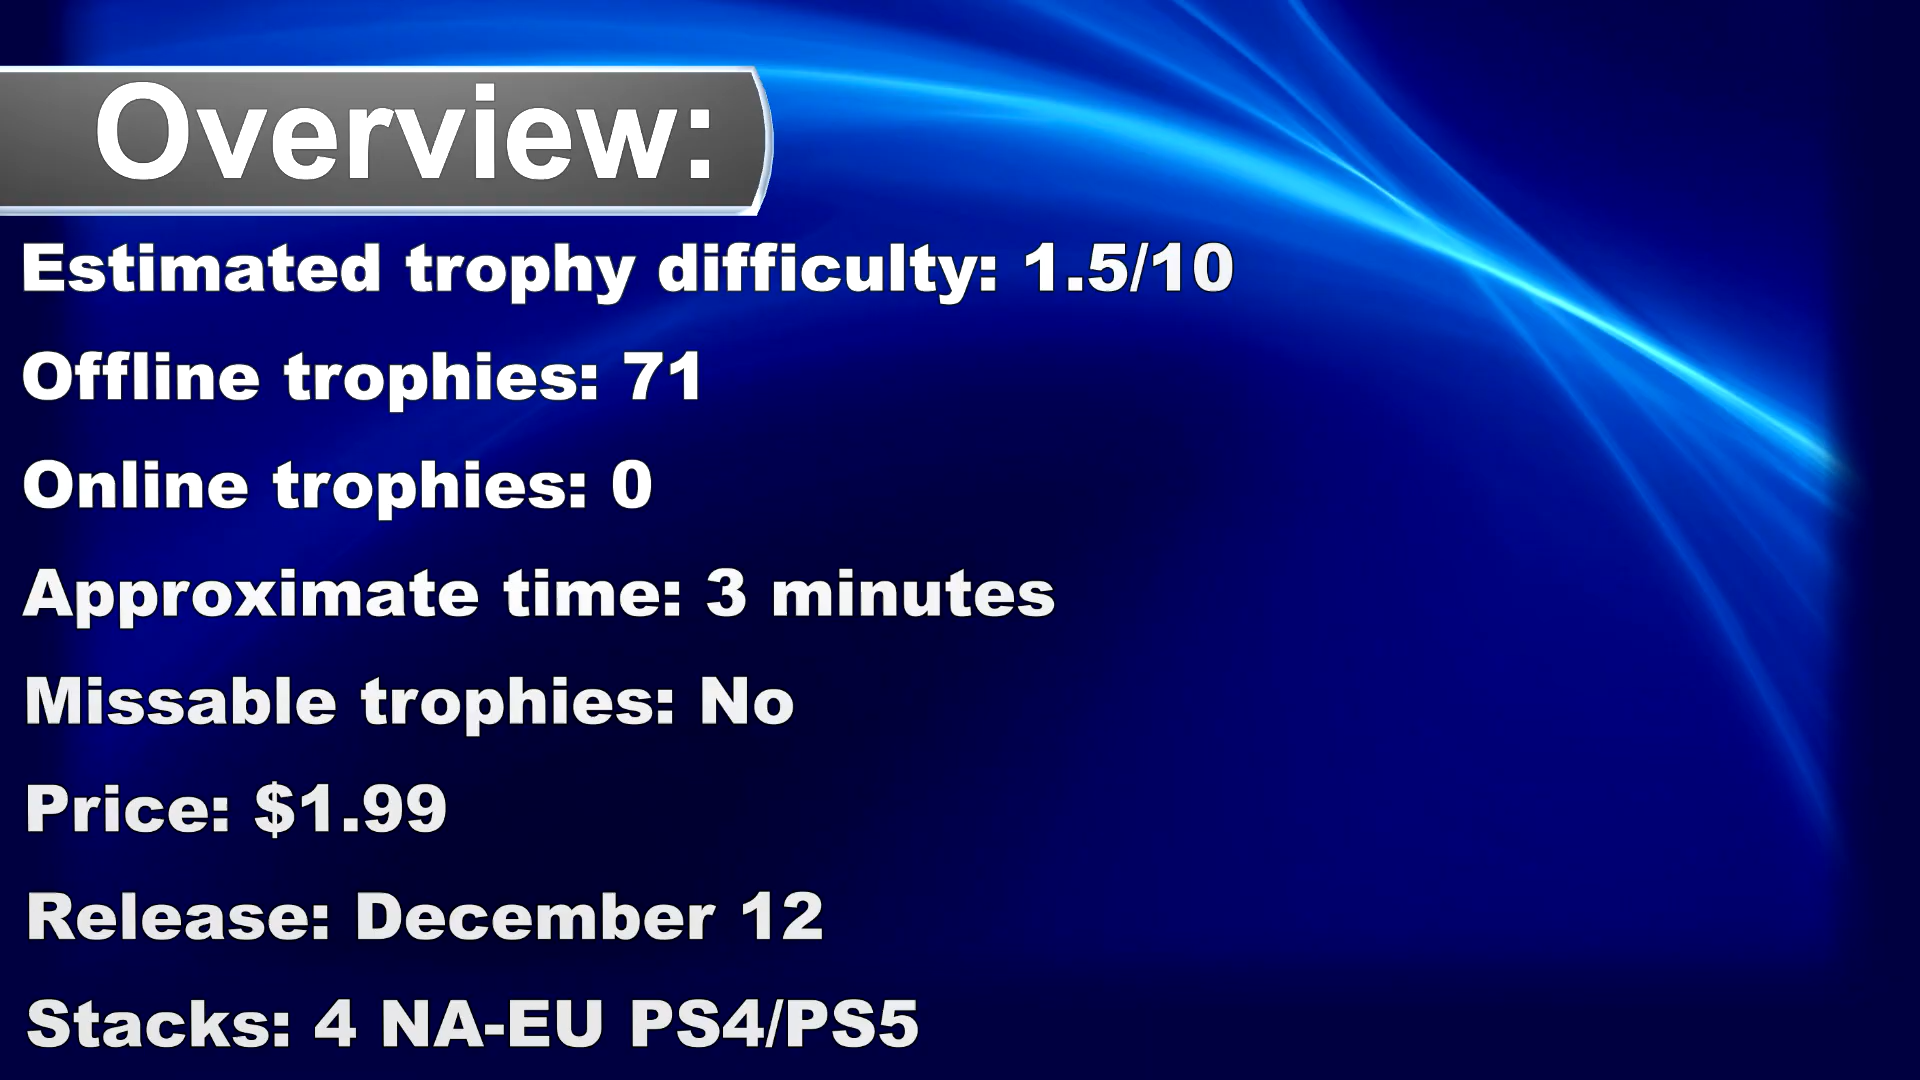 Overview:
Estimated trophy difficulty: 1.5/10
Offline trophies: 71
Online trophies: 0
Approximate time: 3 minutes
Missable trophies: No
Price: $1.99
Release: December 12
Stacks: 4 NA-EU PS4/PS5